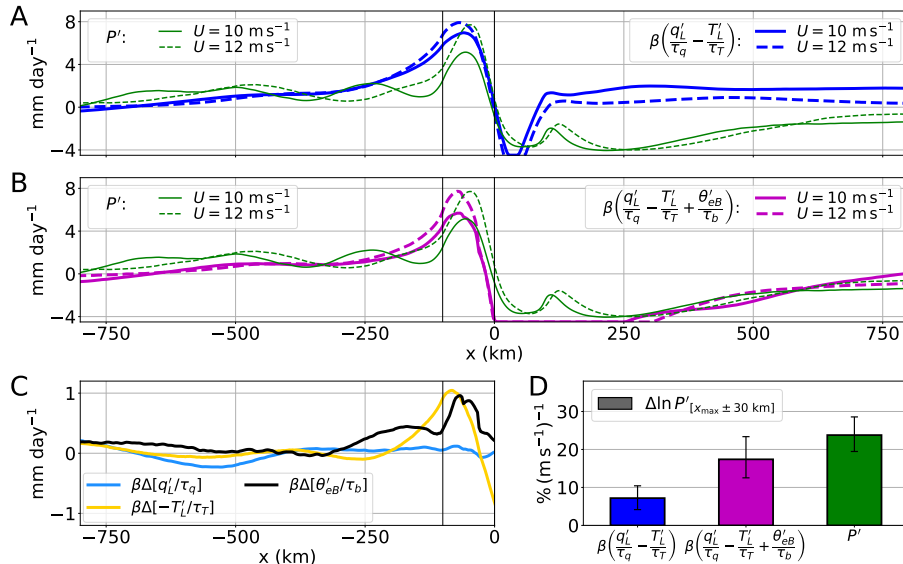 A
mm day⁻¹
8
4
0
−4
P′:
U = 10 m s⁻¹
U = 12 m s⁻¹
β(q′_L/τ_q − T′_L/τ_T):
U = 10 m s⁻¹
U = 12 m s⁻¹
B
mm day⁻¹
8
4
0
−4
P′:
U = 10 m s⁻¹
U = 12 m s⁻¹
β(q′_L/τ_q − T′_L/τ_T + θ′_eB/τ_b):
U = 10 m s⁻¹
U = 12 m s⁻¹
−750 −500 −250 0 250 500 750
x (km)
C
mm day⁻¹
1
0
−1
βΔ[q′_L/τ_q]
βΔ[−T′_L/τ_T]
βΔ[θ′_eB/τ_b]
−750 −500 −250 0
x (km)
D
% (m s⁻¹)⁻¹
30
20
10
0
Δln P′_[x_max ± 30 km]
β(q′_L/τ_q − T′_L/τ_T) β(q′_L/τ_q − T′_L/τ_T + θ′_eB/τ_b) P′